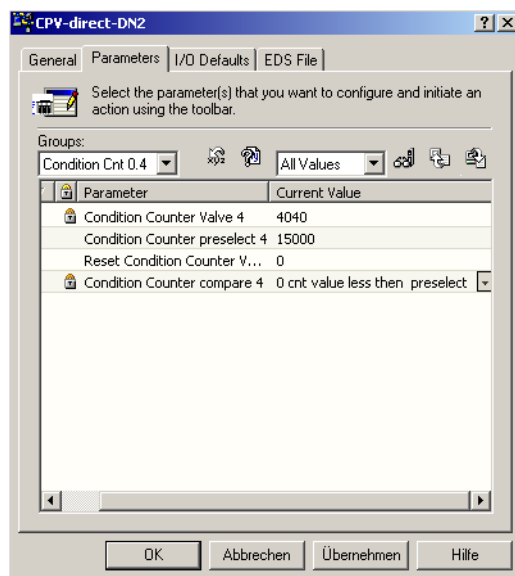 CPV-direct-DN2
General Parameters I/O Defaults EDS File
Select the parameter(s) that you want to configure and initiate an
action using the toolbar.
Groups:
Condition Cnt 0.4 xyz All Values
Parameter Current Value
Condition Counter Valve 4 4040
Condition Counter preselect 4 15000
Reset Condition Counter V... 0
Condition Counter compare 4 0 cnt value less then preselect
OK Abbrechen Übernehmen Hilfe